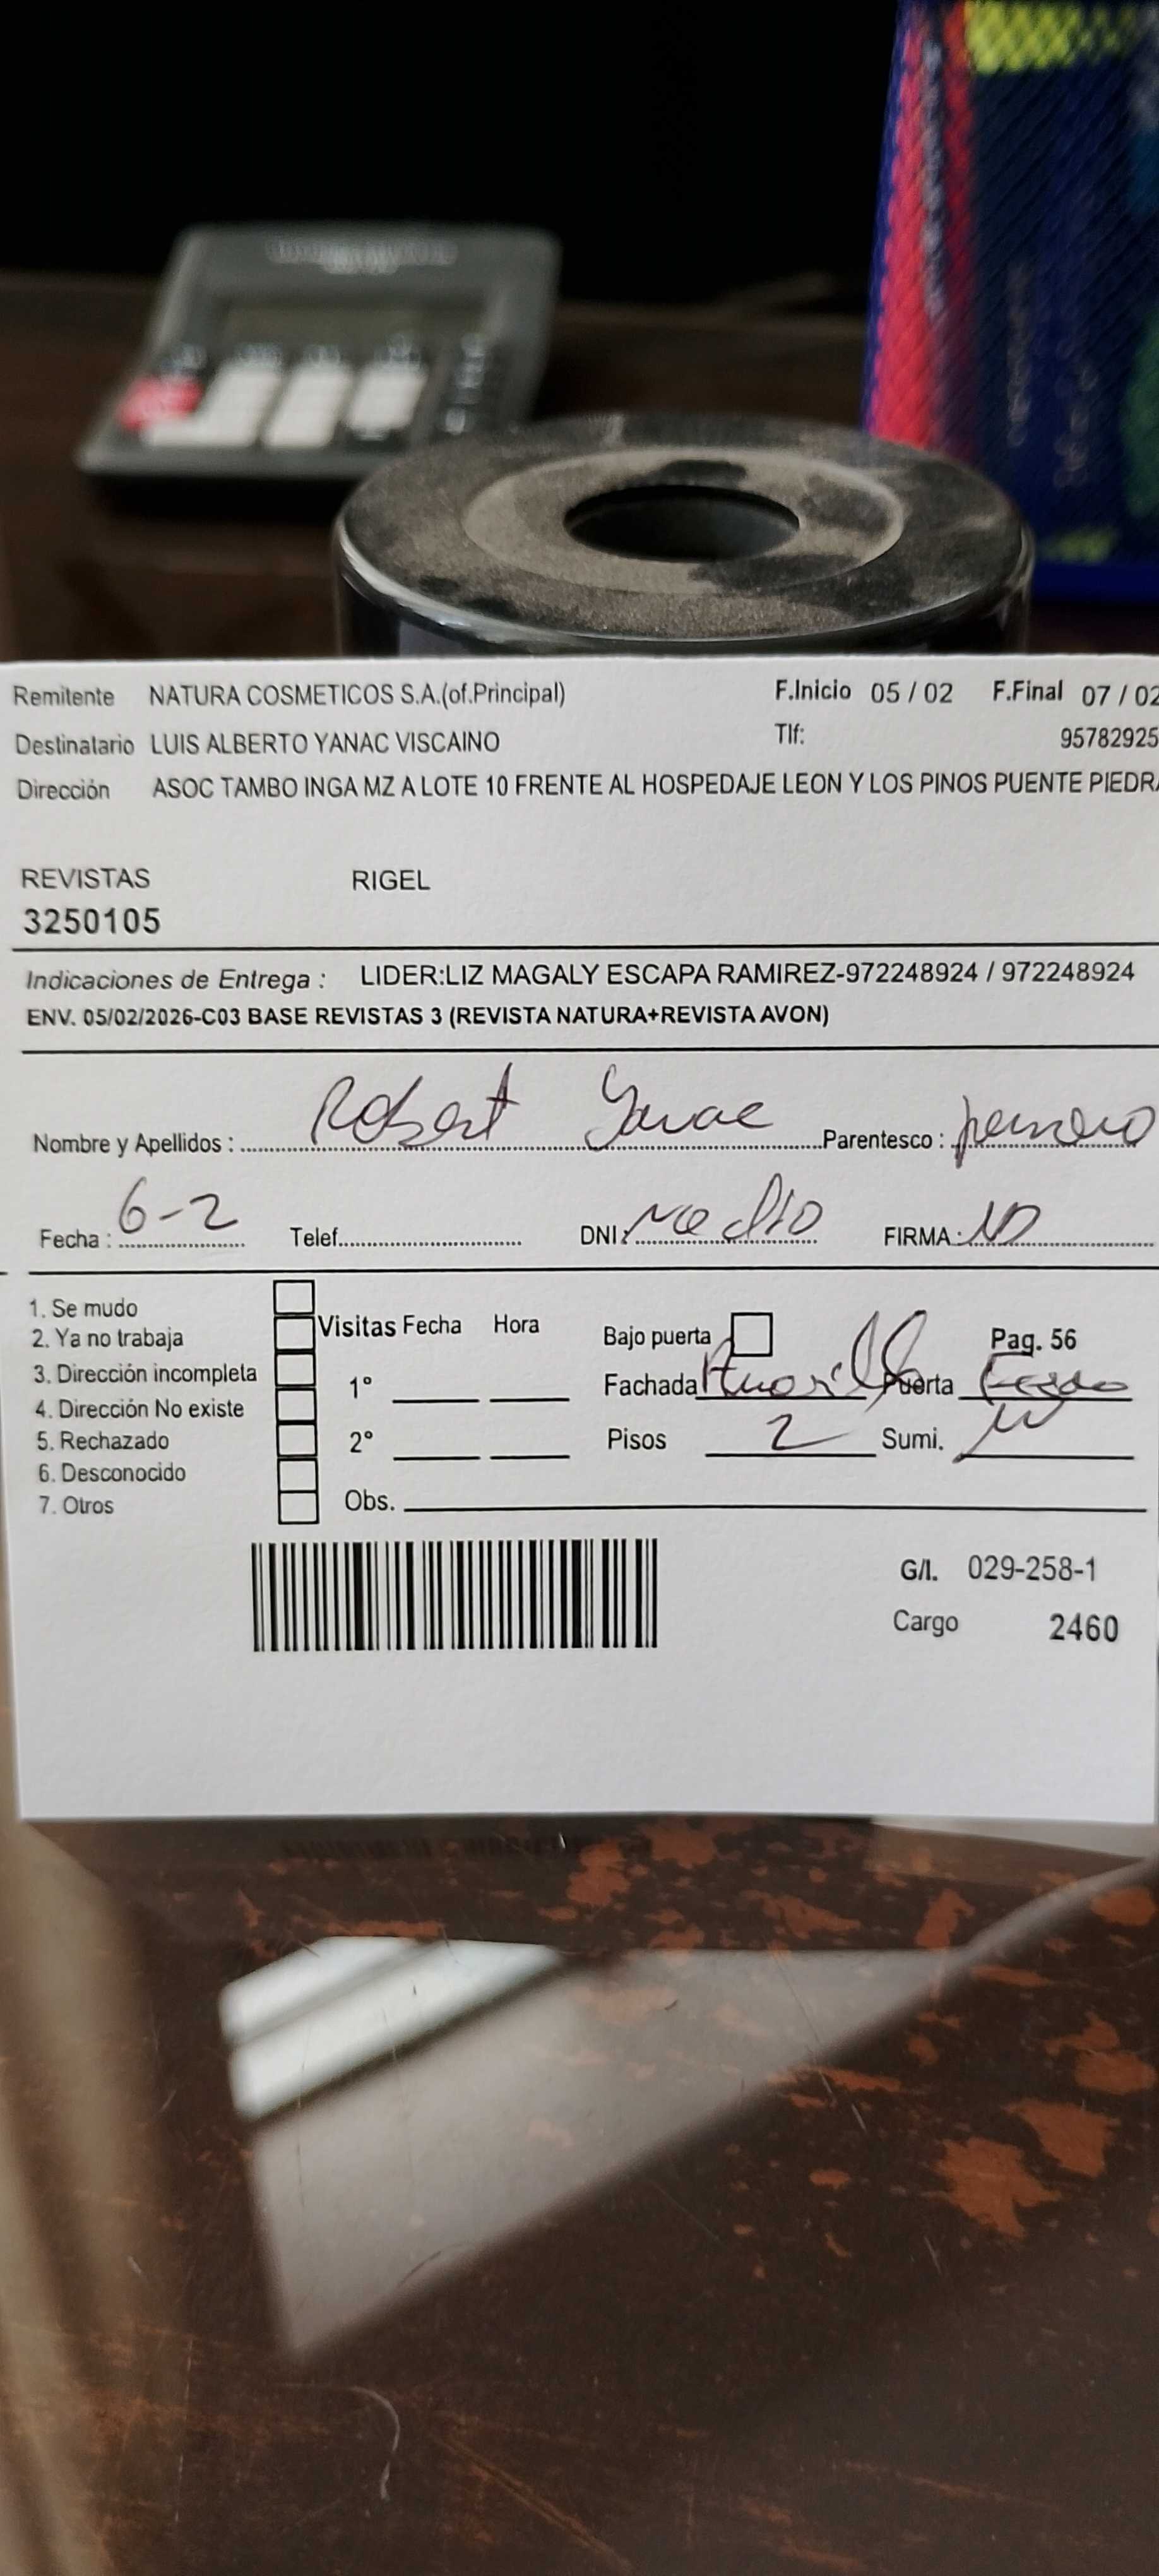 Remitente NATURA COSMETICOS S.A.(of.Principal) F.Inicio 05 / 02 F.Final 07 / 02
Destinatario LUIS ALBERTO YANAC VISCAINO Tlf: 95782925
Dirección ASOC TAMBO INGA MZ A LOTE 10 FRENTE AL HOSPEDAJE LEON Y LOS PINOS PUENTE PIEDRA
REVISTAS RIGEL
3250105
Indicaciones de Entrega : LIDER:LIZ MAGALY ESCAPA RAMIREZ-972248924 / 972248924
ENV. 05/02/2026-C03 BASE REVISTAS 3 (REVISTA NATURA+REVISTA AVON)
Nombre y Apellidos : Robert Yanac Parentesco :
Fecha : 6-2 Telef. DNI: no dio FIRMA:
1. Se mudo
2. Ya no trabaja Visitas Fecha Hora Bajo puerta Pag. 56
3. Dirección incompleta 1° Fachada Amarillo Puerta
4. Dirección No existe
5. Rechazado 2° Pisos 2 Sumi.
6. Desconocido
7. Otros Obs.
G/I. 029-258-1
Cargo 2460